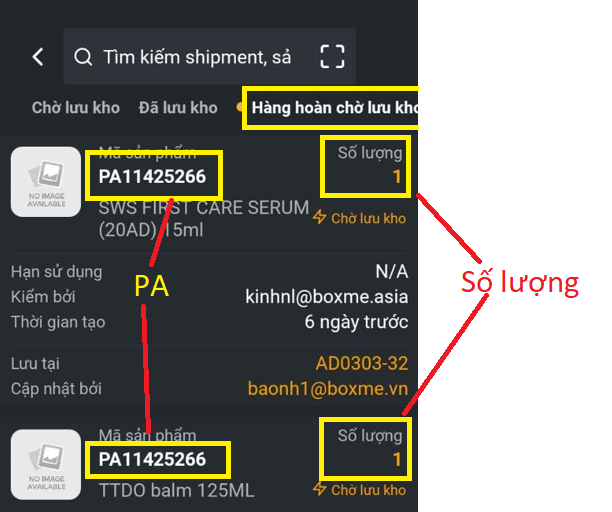 Tìm kiếm shipment, sả
Chờ lưu kho Đã lưu kho Hàng hoàn chờ lưu kho
Mã sản phẩm Số lượng
NO IMAGE
AVAILABLE
PA11425266 1
SWS FIRST CARE SERUM
(20AD) 15ml Chờ lưu kho
Hạn sử dụng N/A
PA
Số lượng
Kiểm bởi kinhnl@boxme.asia
Thời gian tạo 6 ngày trước
Lưu tại AD0303-32
Cập nhật bởi baonh1@boxme.vn
Mã sản phẩm Số lượng
NO IMAGE
AVAILABLE
PA11425266 1
TTDO balm 125ML Chờ lưu kho